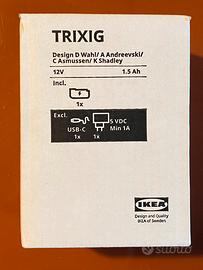 TRIXIG
Design D Wahl/ A Andreevski/
C Asmussen/ K Shadley
12V 1.5 Ah
Incl.
1x
Excl.
5 VDC
USB-C Min 1A
1x 1x
IKEA
Design and Quality
IKEA of Sweden
subito